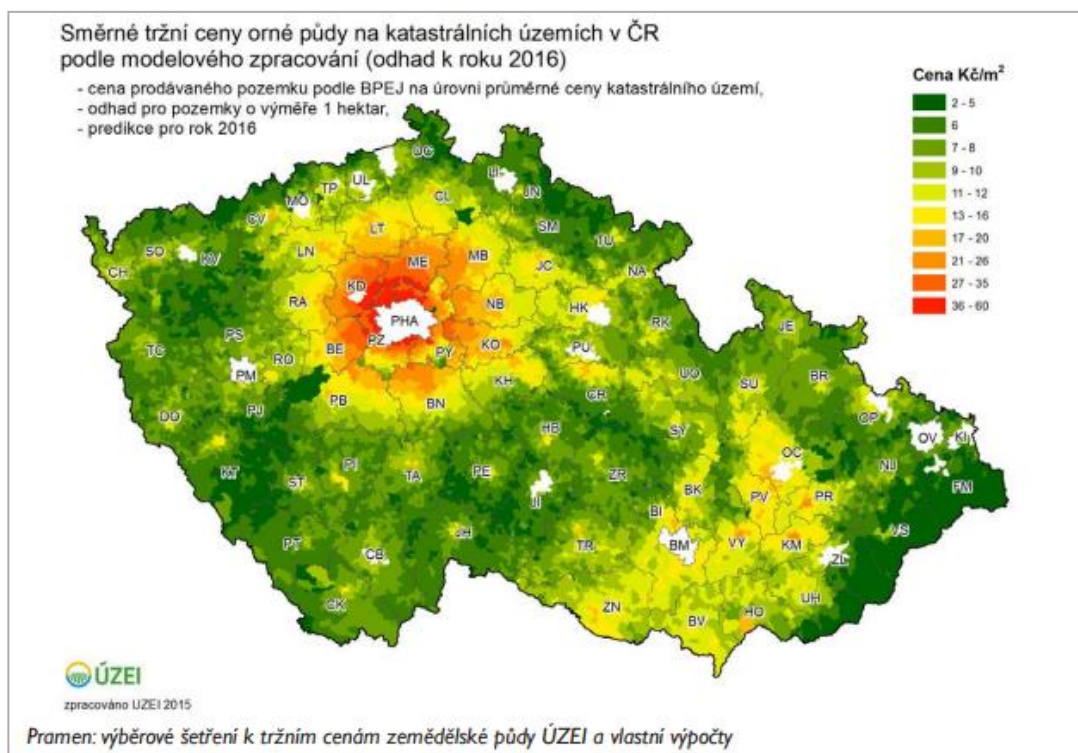 Směrné tržní ceny orné půdy na katastrálních územích v ČR
podle modelového zpracování (odhad k roku 2016)
- cena prodávaného pozemku podle BPEJ na úrovni průměrné ceny katastrálního území,
- odhad pro pozemky o výměře 1 hektar,
- predikce pro rok 2016
Cena Kč/m²
2 - 5
6
7 - 8
9 - 10
11 - 12
13 - 16
17 - 20
21 - 26
27 - 35
36 - 60
DC
LI
UL
TP
JN
MO
CL
CV
SM
LT
TU
SO
LN
ME
MB
KV
JC
NA
CH
KD
RA
NB
HK
PHA
RK
JE
PS
BE
PZ
PY
KO
PU
TC
RO
UO
SU
BR
PM
KH
PB
BN
CR
OP
DO
PJ
HB
SY
OV
KI
OC
KT
PI
TA
PE
ZR
NJ
ST
FM
BK
PV
PR
JI
BI
VS
PT
JH
TR
BM
VY
KM
CB
ZL
CK
ZN
UH
HO
BV
ÚZEI
zpracováno UZEI 2015
Pramen: výběrové šetření k tržním cenám zemědělské půdy ÚZEI a vlastní výpočty